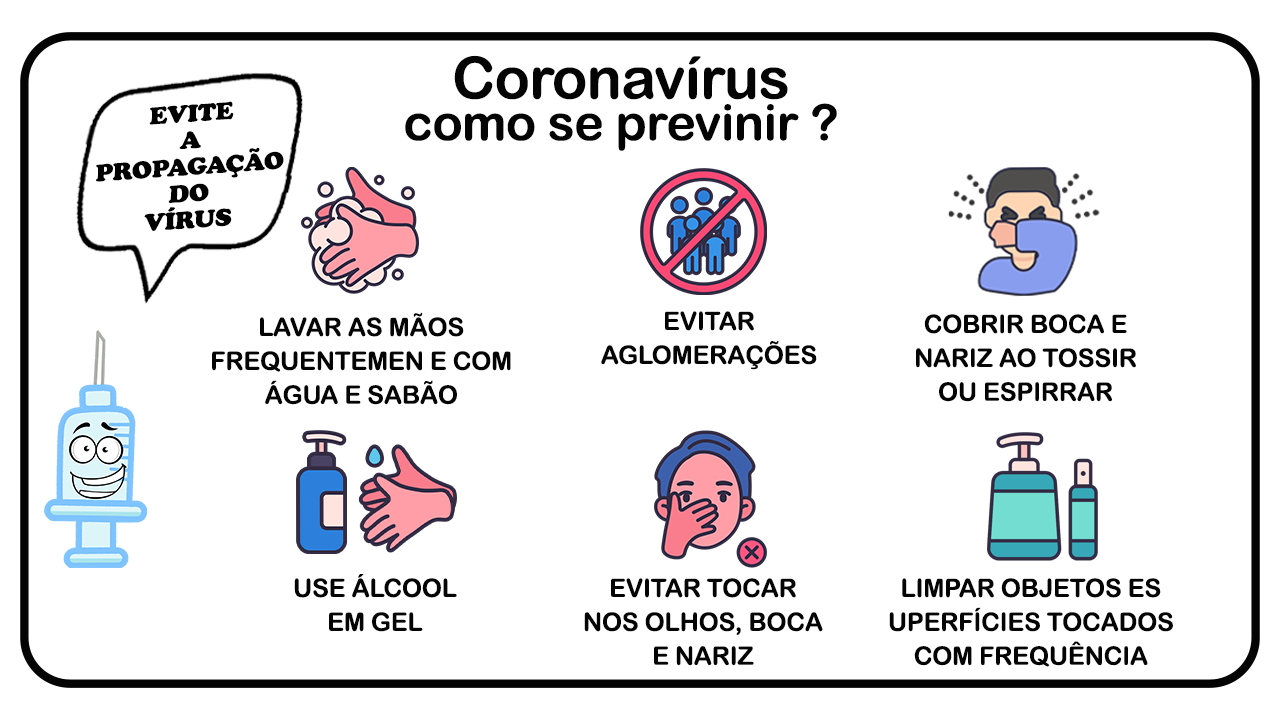 Coronavírus
como se previnir ?
EVITE
A
PROPAGAÇÃO
DO
VÍRUS
LAVAR AS MÃOS
FREQUENTEMEN E COM
ÁGUA E SABÃO
EVITAR
AGLOMERAÇÕES
COBRIR BOCA E
NARIZ AO TOSSIR
OU ESPIRRAR
USE ÁLCOOL
EM GEL
EVITAR TOCAR
NOS OLHOS, BOCA
E NARIZ
LIMPAR OBJETOS ES
UPERFÍCIES TOCADOS
COM FREQUÊNCIA